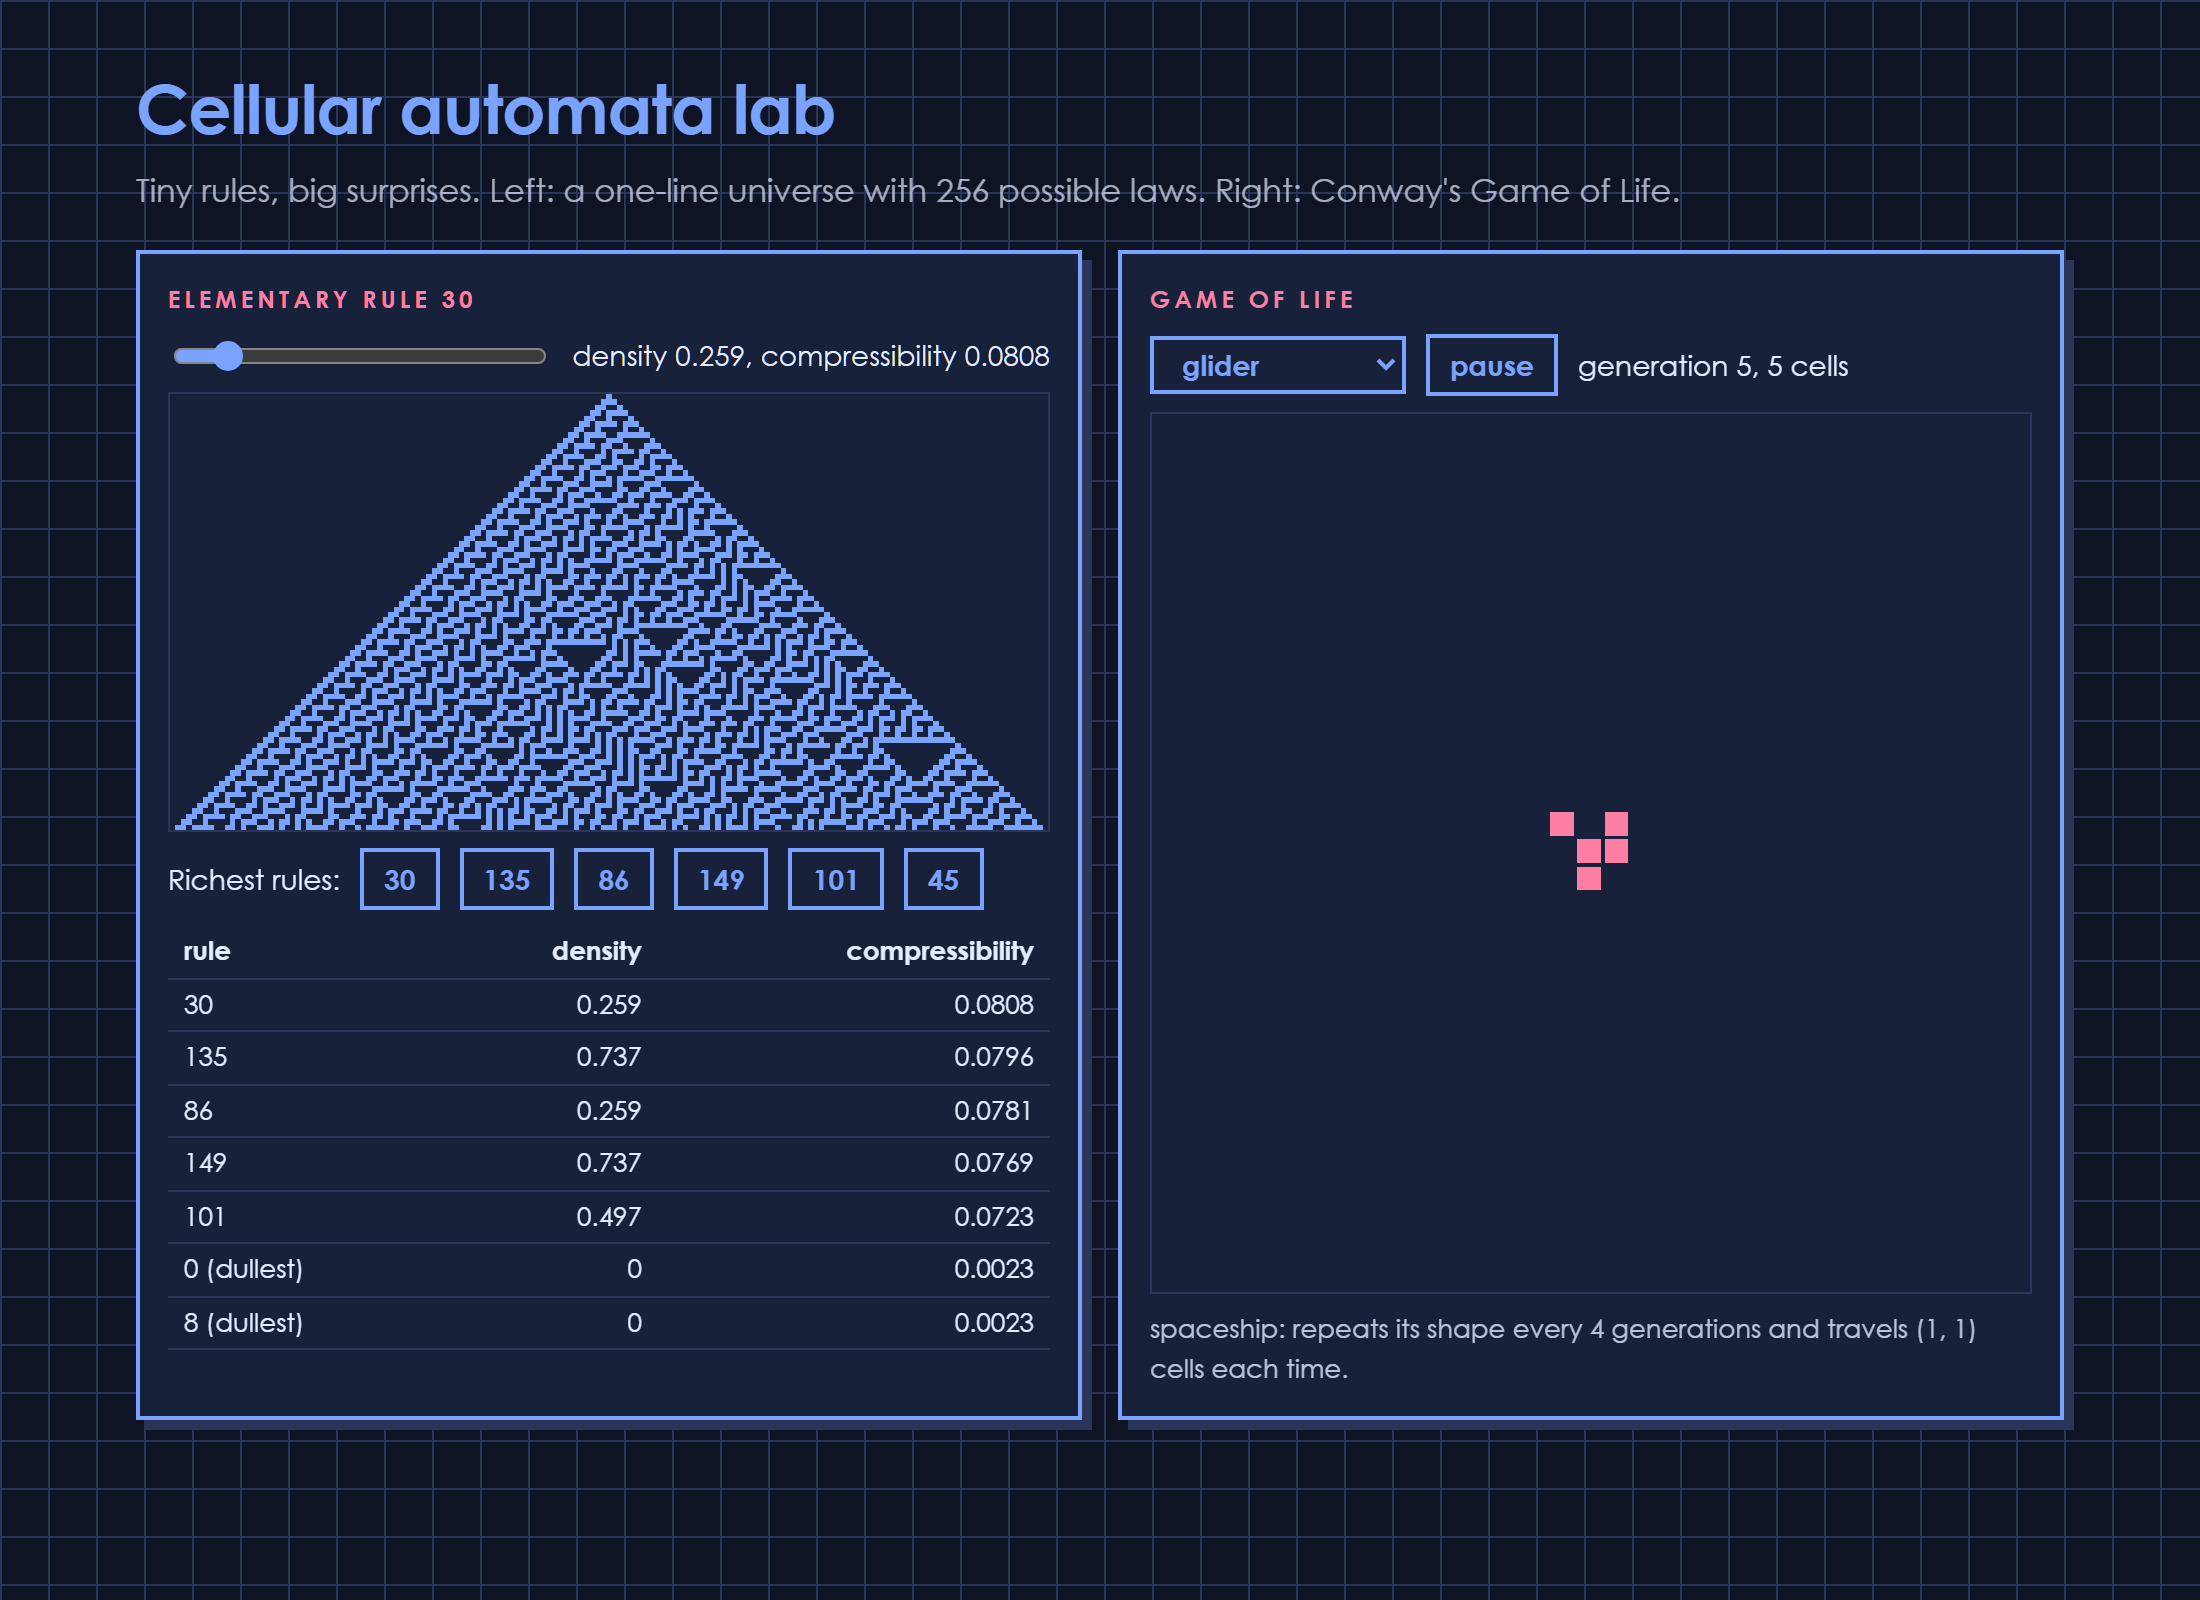 Cellular automata lab
Tiny rules, big surprises. Left: a one-line universe with 256 possible laws. Right: Conway's Game of Life.
ELEMENTARY RULE 30
density 0.259, compressibility 0.0808
Richest rules: 30 135 86 149 101 45
rule density compressibility
30 0.259 0.0808
135 0.737 0.0796
86 0.259 0.0781
149 0.737 0.0769
101 0.497 0.0723
0 (dullest) 0 0.0023
8 (dullest) 0 0.0023
GAME OF LIFE
glider pause generation 5, 5 cells
spaceship: repeats its shape every 4 generations and travels (1, 1)
cells each time.